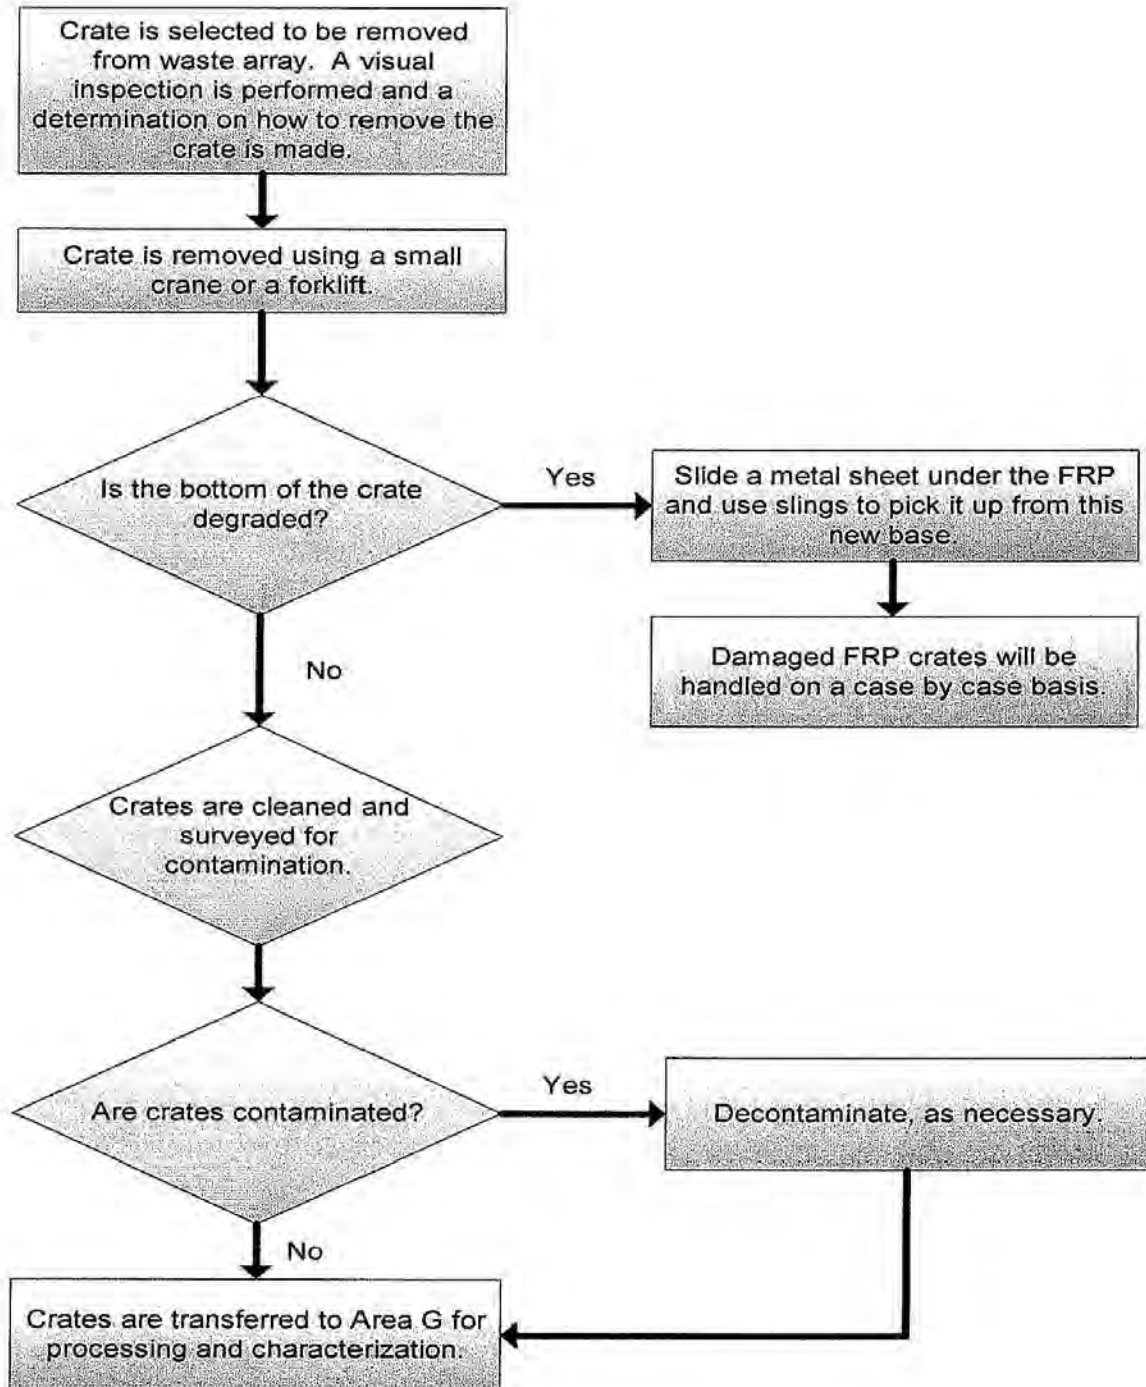 Crate is selected to be removed
from waste array. A visual
inspection is performed and a
determination on how to remove the
crate is made.
Crate is removed using a small
crane or a forklift.
Is the bottom of the crate
degraded?
Yes
Slide a metal sheet under the FRP
and use slings to pick it up from this
new base.
Damaged FRP crates will be
handled on a case by case basis.
No
Crates are cleaned and
surveyed for
contamination.
Are crates contaminated?
Yes
Decontaminate, as necessary.
No
Crates are transferred to Area G for
processing and characterization.